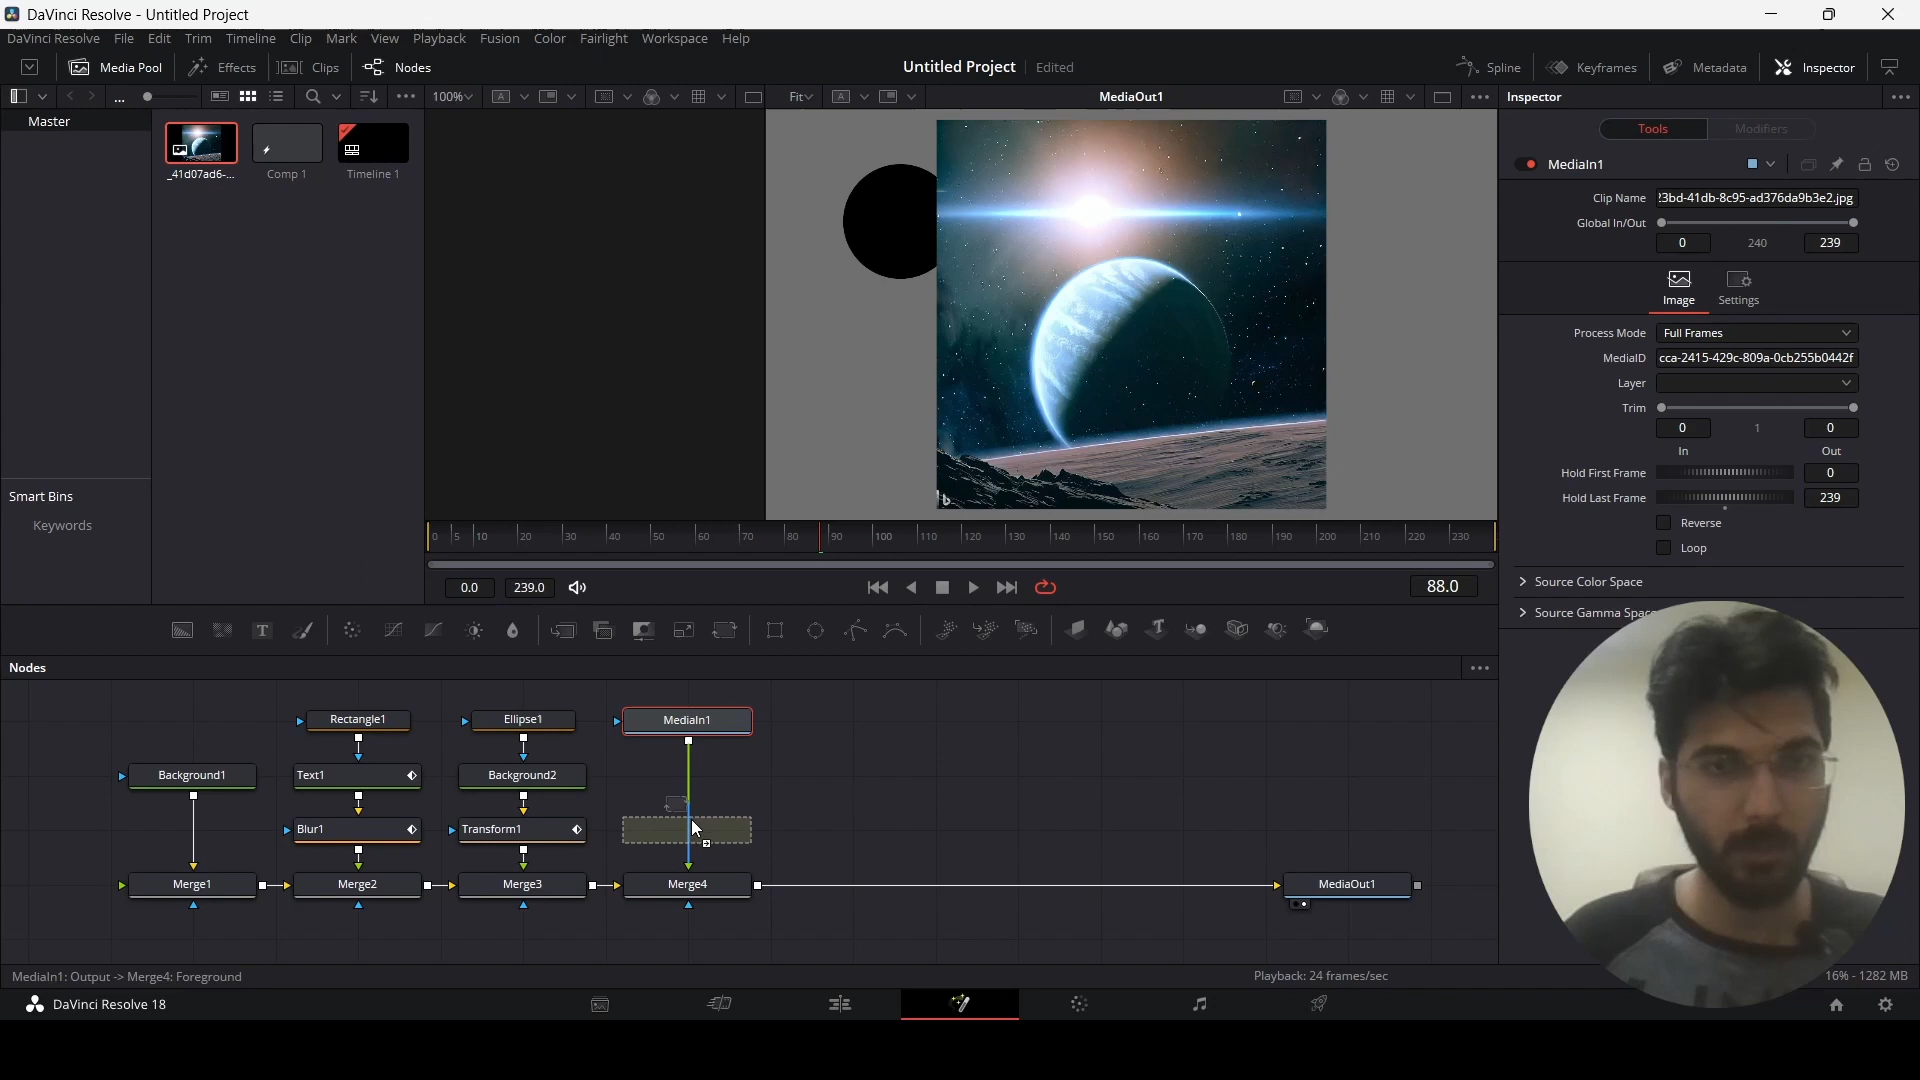 DaVinci Resolve - Untitled Project
DaVinci Resolve File Edit Trim Timeline Clip Mark View Playback Fusion Color Fairlight Workspace Help
Media Pool Effects Clips Nodes Untitled Project Edited Spline Keyframes Metadata Inspector
... 100% A Fit A MediaOut1 Inspector
Master
_41d07ad6-... Comp 1 Timeline 1
Tools Modifiers
MediaIn1
Clip Name !3bd-41db-8c95-ad376da9b3e2.jpg
Global In/Out
0 240 239
Image Settings
Process Mode Full Frames
MediaID cca-2415-429c-809a-0cb255b0442f
Layer
Trim
0 1 0
In Out
Hold First Frame 0
Hold Last Frame 239
Reverse
Loop
Source Color Space
Source Gamma Space
Smart Bins
Keywords
b
0 5 10 20 30 40 50 60 70 80 90 100 110 120 130 140 150 160 170 180 190 200 210 220 230
0.0 239.0 88.0
T T
Nodes
Rectangle1 Ellipse1 MediaIn1
Background1 Text1 Background2
Blur1 Transform1
Merge1 Merge2 Merge3 Merge4 MediaOut1
MediaIn1: Output -> Merge4: Foreground Playback: 24 frames/sec 16% - 1282 MB
DaVinci Resolve 18